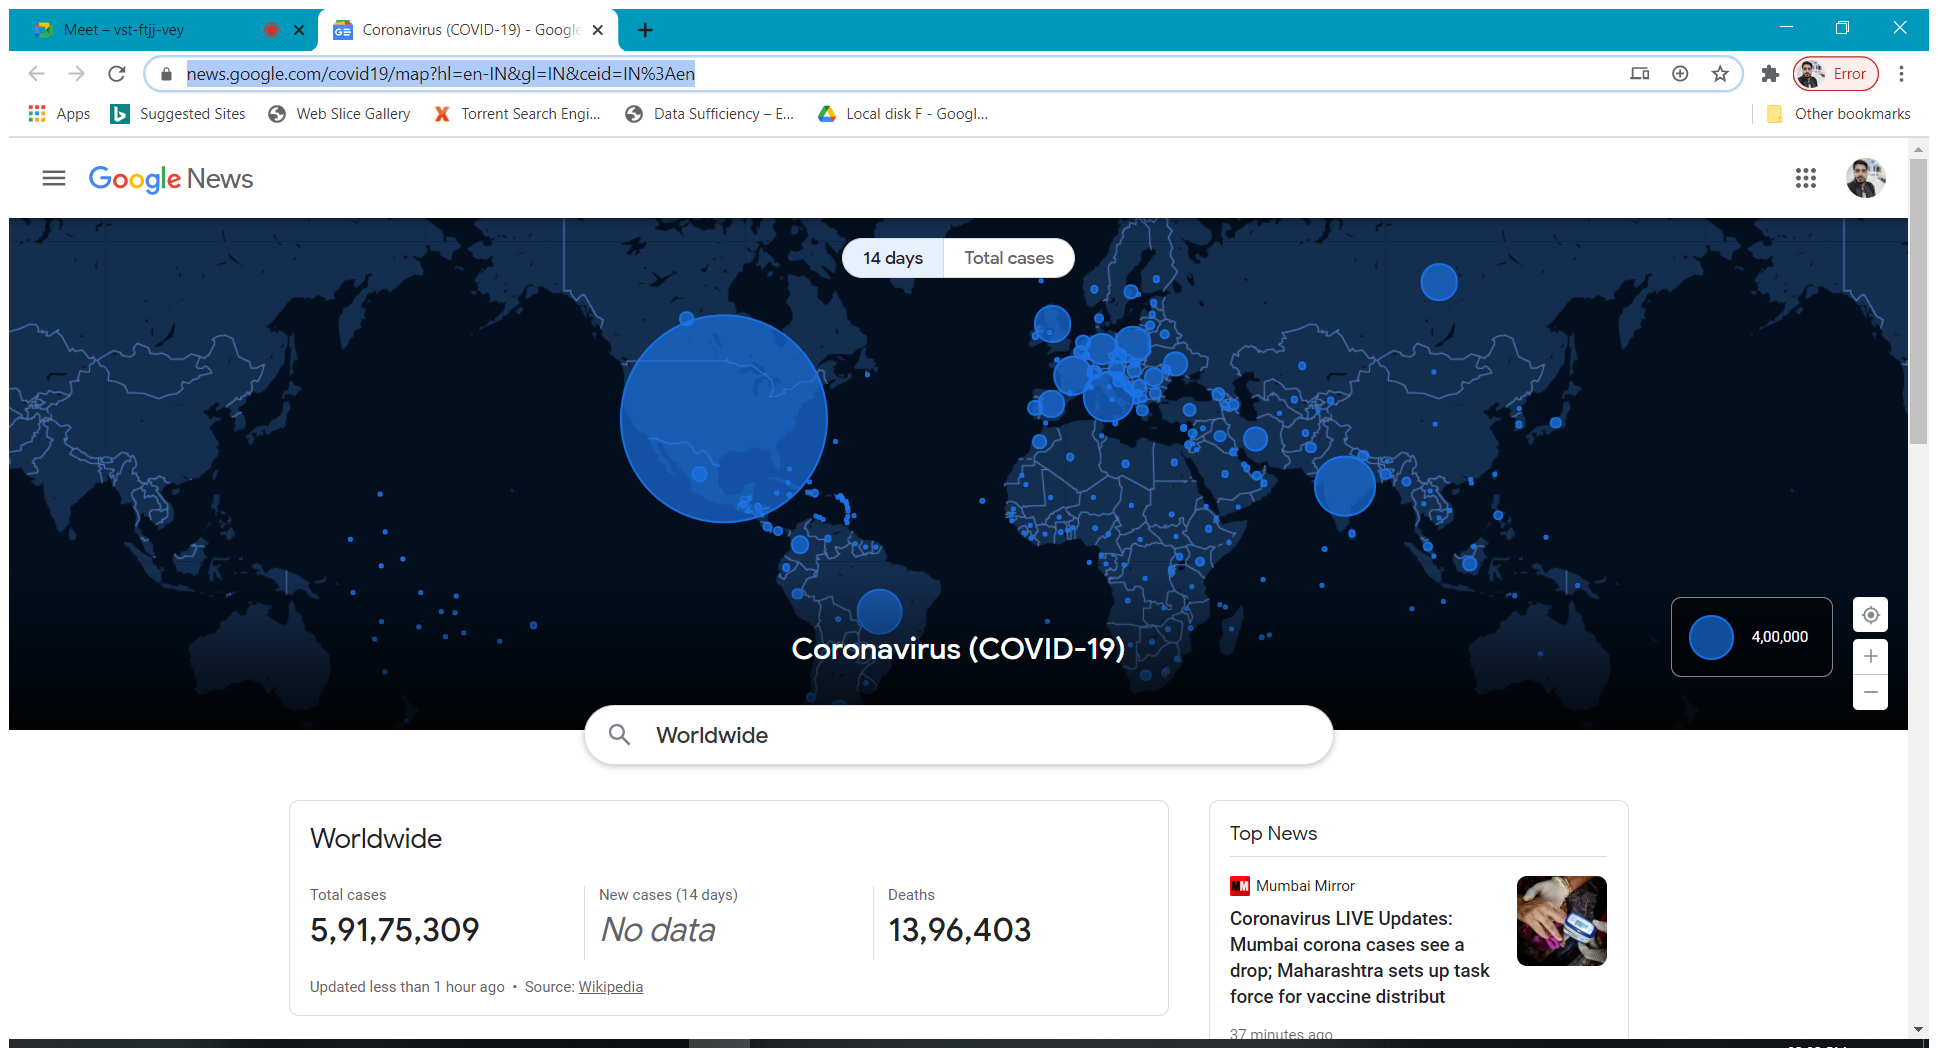 Meet – vst-ftjj-vey
Coronavirus (COVID-19) - Google
news.google.com/covid19/map?hl=en-IN&gl=IN&ceid=IN%3Aen
Error
Apps
Suggested Sites
Web Slice Gallery
Torrent Search Engi...
Data Sufficiency – E...
Local disk F - Googl...
Other bookmarks
Google News
14 days
Total cases
Coronavirus (COVID-19)
4,00,000
Worldwide
Worldwide
Total cases
5,91,75,309
New cases (14 days)
No data
Deaths
13,96,403
Updated less than 1 hour ago • Source: Wikipedia
Top News
Mumbai Mirror
Coronavirus LIVE Updates:
Mumbai corona cases see a
drop; Maharashtra sets up task
force for vaccine distribut
37 minutes ago